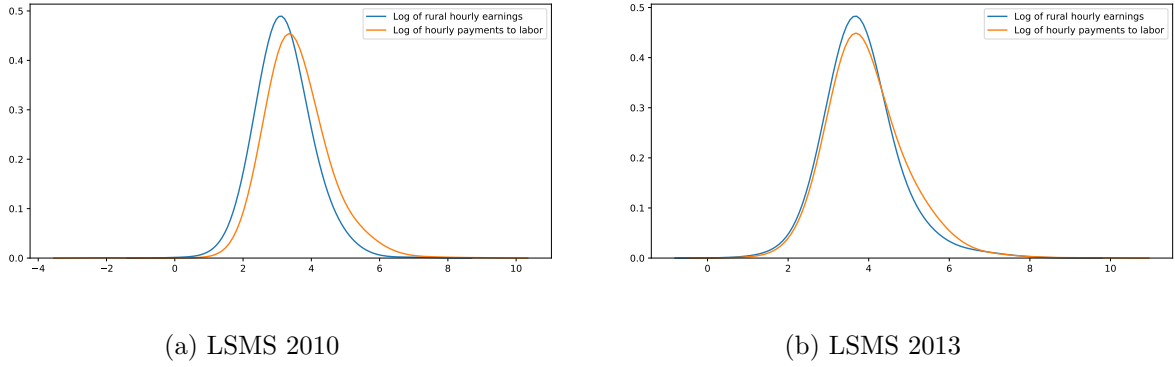 Log of rural hourly earnings
Log of hourly payments to labor
0.5
0.4
0.3
0.2
0.1
0.0
−4 −2 0 2 4 6 8 10
(a) LSMS 2010
Log of rural hourly earnings
Log of hourly payments to labor
0.5
0.4
0.3
0.2
0.1
0.0
0 2 4 6 8 10
(b) LSMS 2013